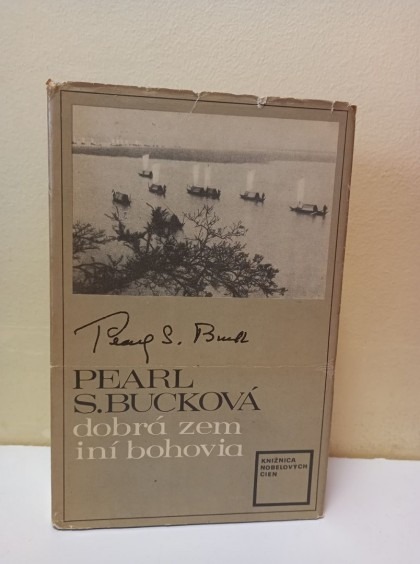 Pearl S. Buck
PEARL
S.BUCKOVÁ
dobrá zem
iní bohovia
KNIŽNICA
NOBELOVÝCH
CIEN